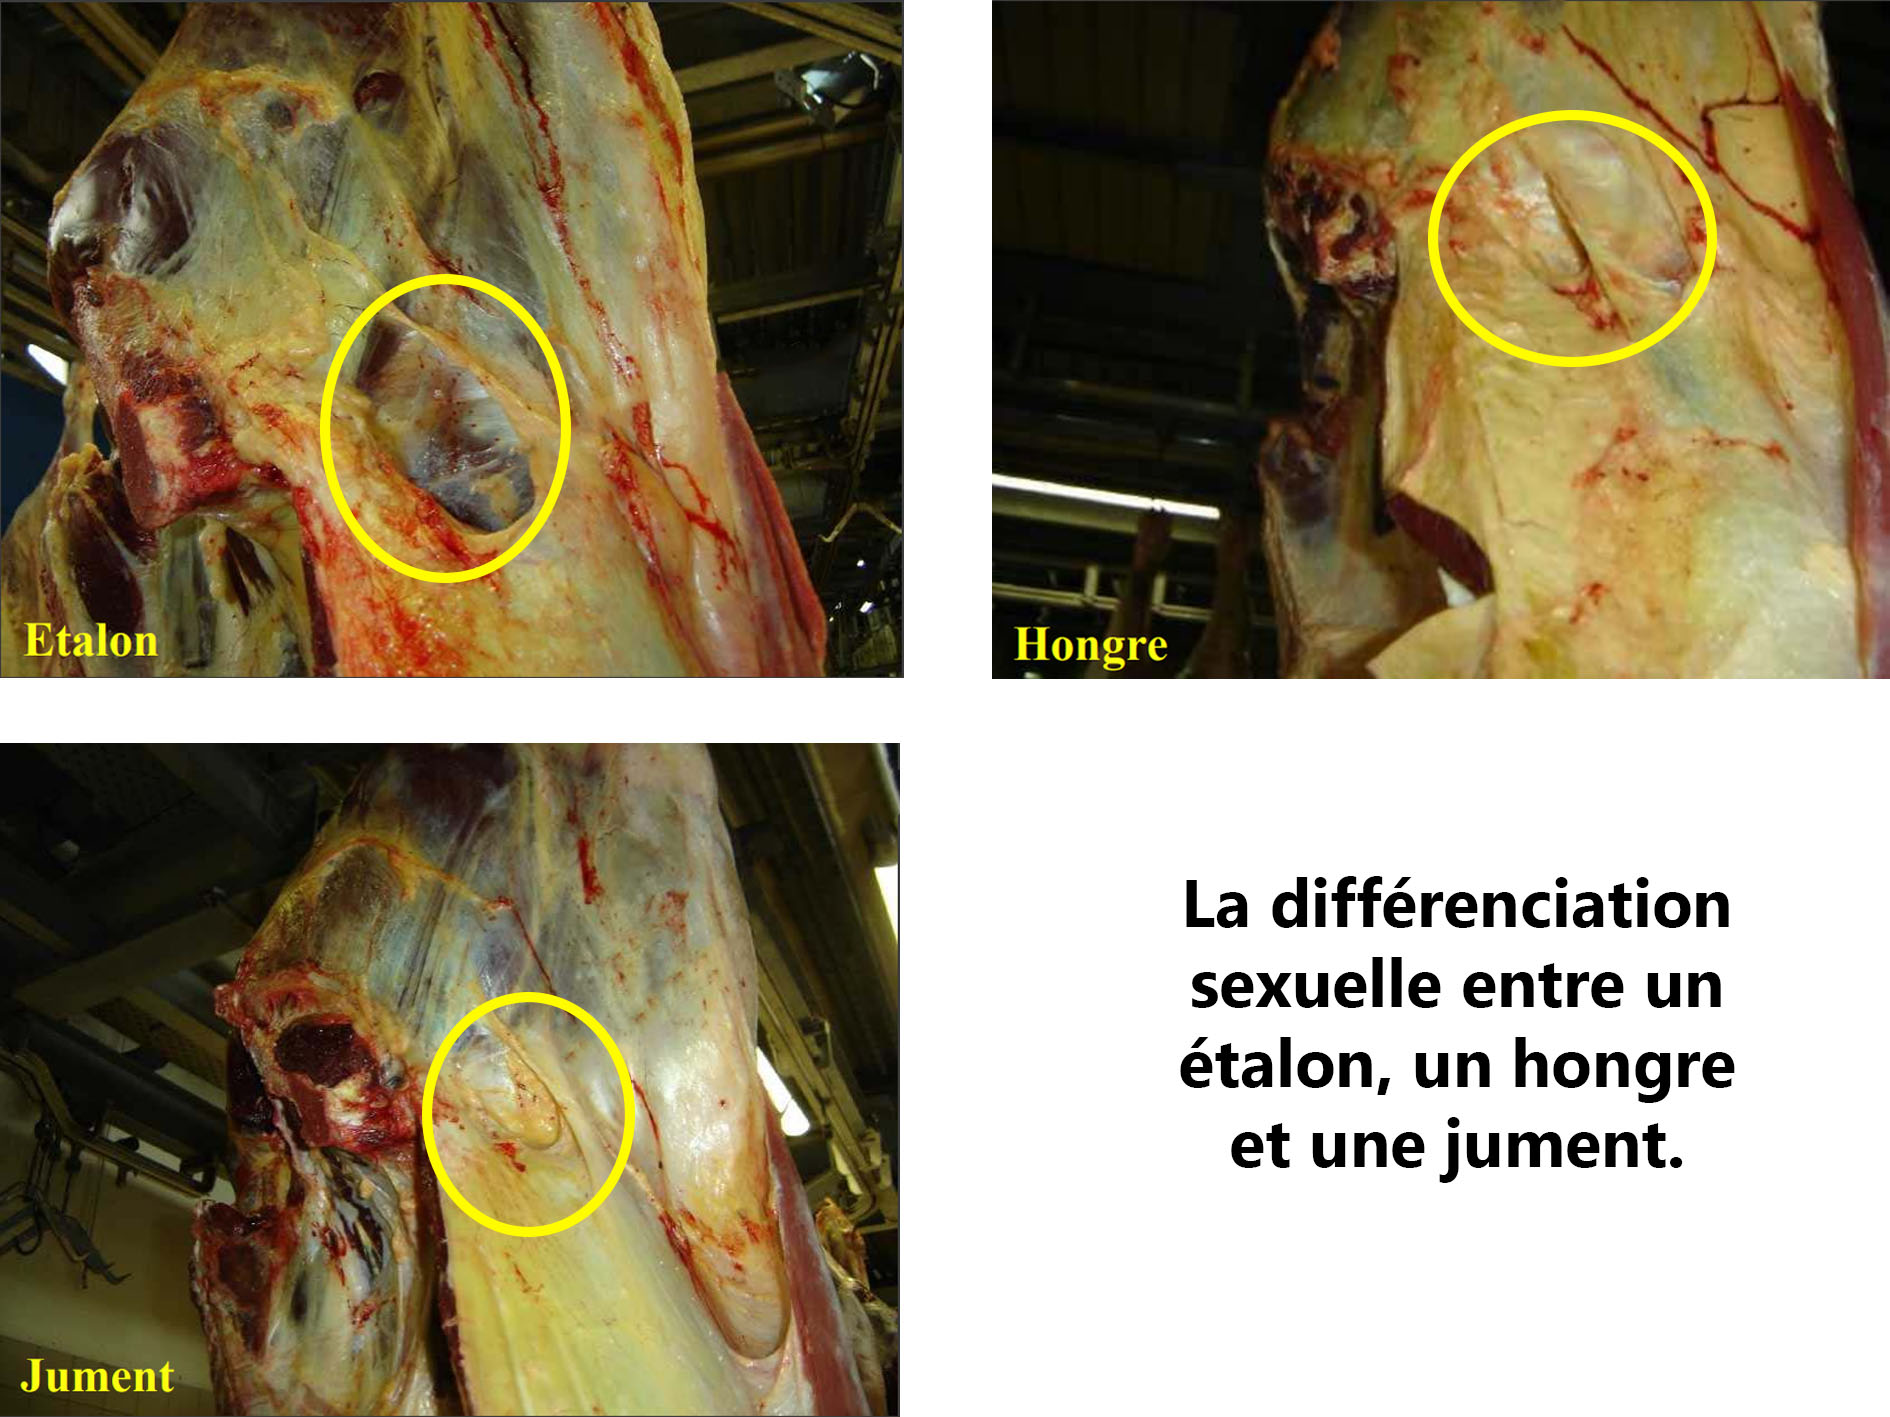 Etalon
Hongre
Jument
La différenciation
sexuelle entre un
étalon, un hongre
et une jument.